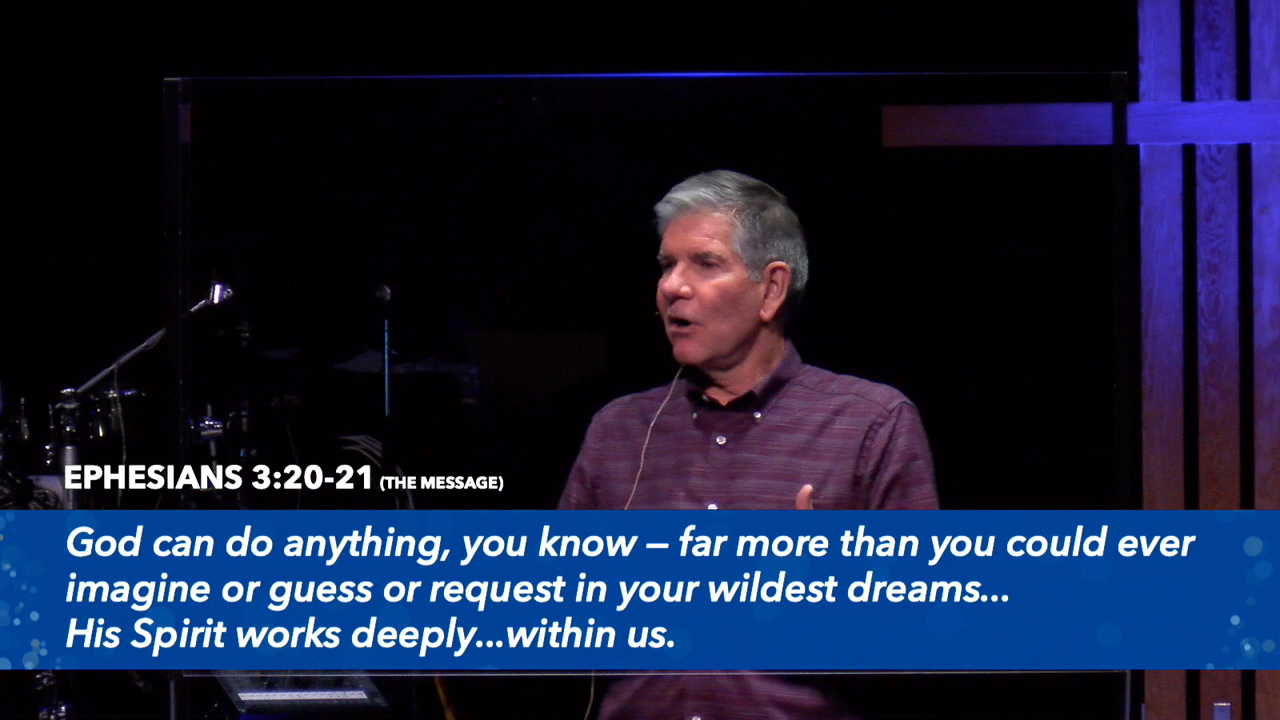 EPHESIANS 3:20-21 (THE MESSAGE)
God can do anything, you know – far more than you could ever
imagine or guess or request in your wildest dreams...
His Spirit works deeply...within us.